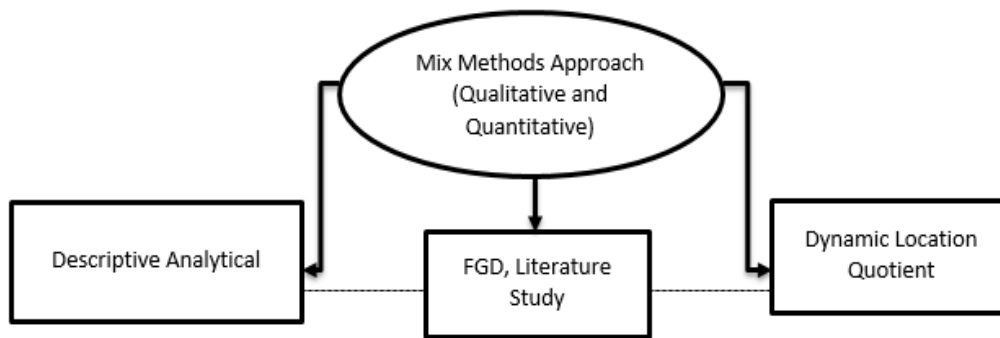 Mix Methods Approach
(Qualitative and
Quantitative)
Descriptive Analytical
FGD, Literature
Study
Dynamic Location
Quotient